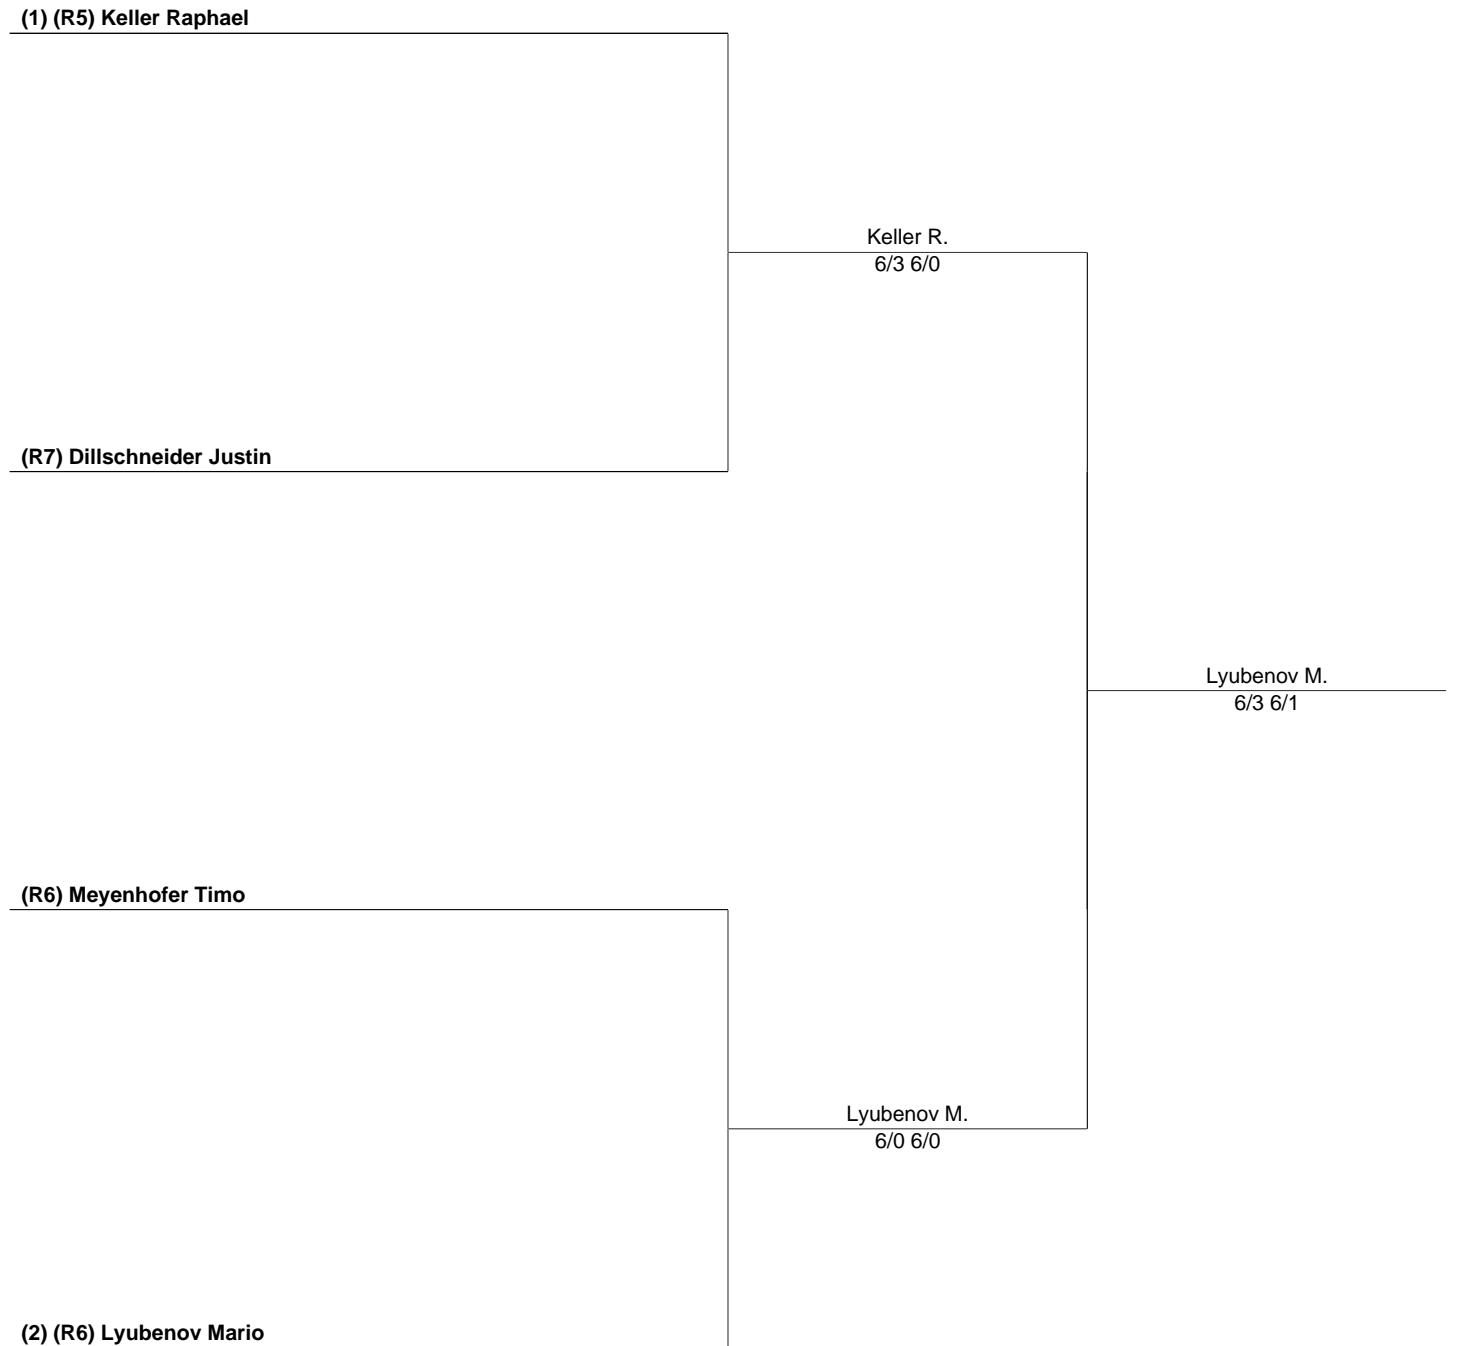 (1) (R5) Keller Raphael
Keller R.
6/3 6/0
(R7) Dillschneider Justin
Lyubenov M.
6/3 6/1
(R6) Meyenhofer Timo
Lyubenov M.
6/0 6/0
(2) (R6) Lyubenov Mario